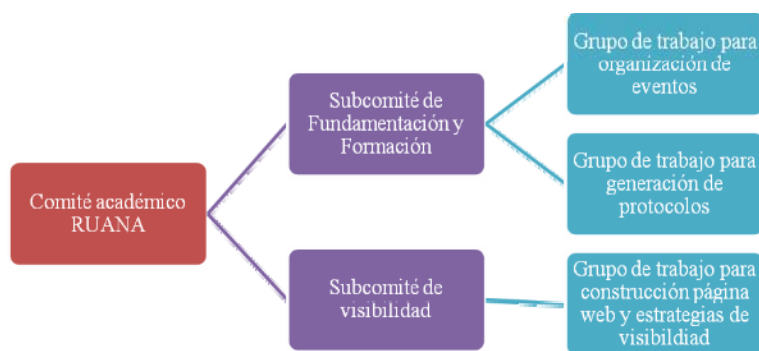 Comité académico
RUANA
Subcomité de
Fundamentación y
Formación
Subcomité de
visibilidad
Grupo de trabajo para
organización de
eventos
Grupo de trabajo para
generación de
protocolos
Grupo de trabajo para
construcción página
web y estrategias de
visibildiad